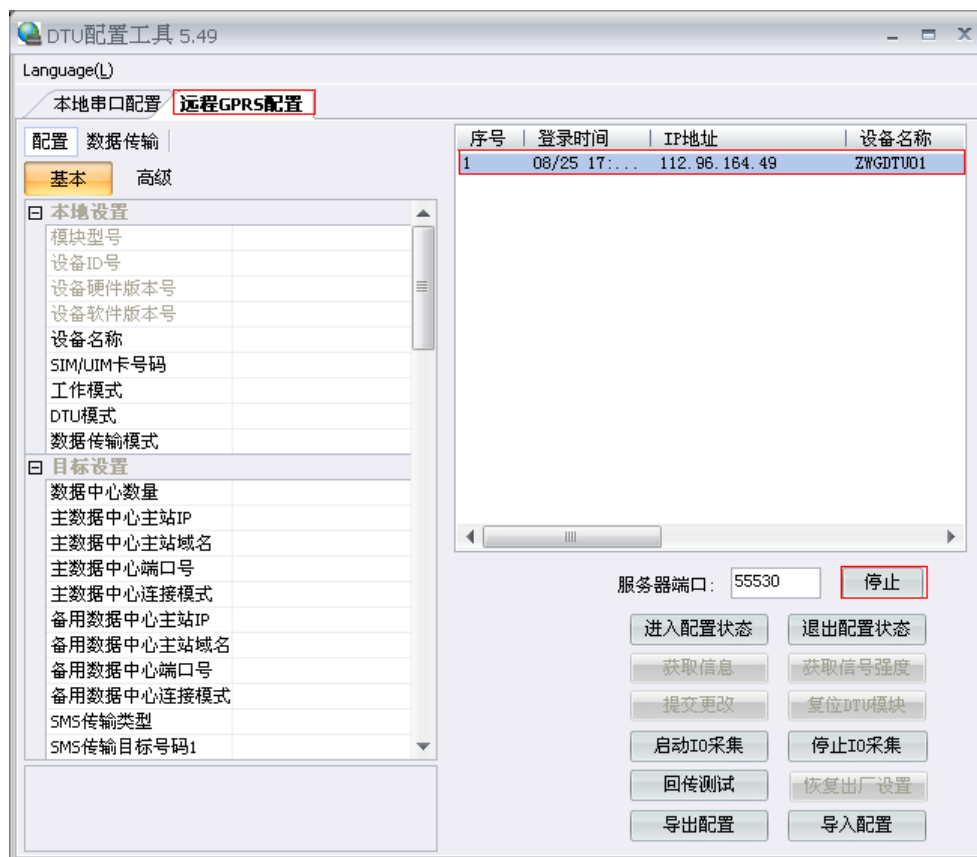 DTU配置工具 5.49
Language(L)
本地串口配置 远程GPRS配置
配置 数据传输
基本 高级
本地设置
模块型号
设备ID号
设备硬件版本号
设备软件版本号
设备名称
SIM/UIM卡号码
工作模式
DTU模式
数据传输模式
目标设置
数据中心数量
主数据中心主站IP
主数据中心主站域名
主数据中心端口号
主数据中心连接模式
备用数据中心主站IP
备用数据中心主站域名
备用数据中心端口号
备用数据中心连接模式
SMS传输类型
SMS传输目标号码1
序号 登录时间 IP地址 设备名称
1 08/25 17:... 112.96.164.49 ZWGDTU01
服务器端口: 55530 停止
进入配置状态 退出配置状态
获取信息 获取信号强度
提交更改 复位DTU模块
启动IO采集 停止IO采集
回传测试 恢复出厂设置
导出配置 导入配置